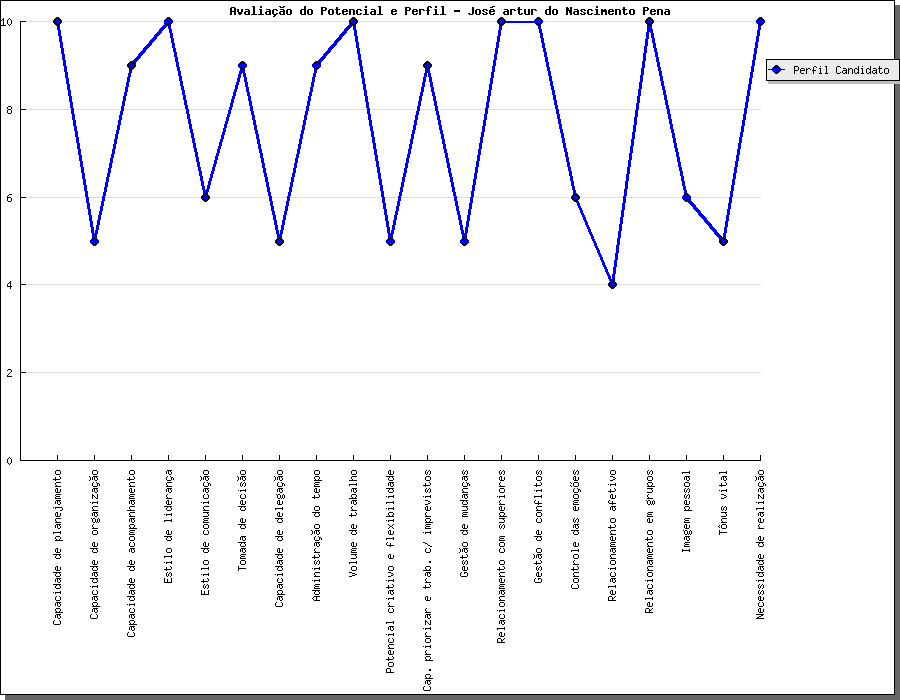 Avaliação do Potencial e Perfil - José artur do Nascimento Pena
10
8
6
4
2
0
Perfil Candidato
Capacidade de planejamento
Capacidade de organização
Capacidade de acompanhamento
Estilo de liderança
Estilo de comunicação
Tomada de decisão
Capacidade de delegação
Administração do tempo
Volume de trabalho
Potencial criativo e flexibilidade
Cap. priorizar e trab. c/ imprevistos
Gestão de mudanças
Relacionamento com superiores
Gestão de conflitos
Controle das emoções
Relacionamento afetivo
Relacionamento em grupos
Imagem pessoal
Tônus vital
Necessidade de realização